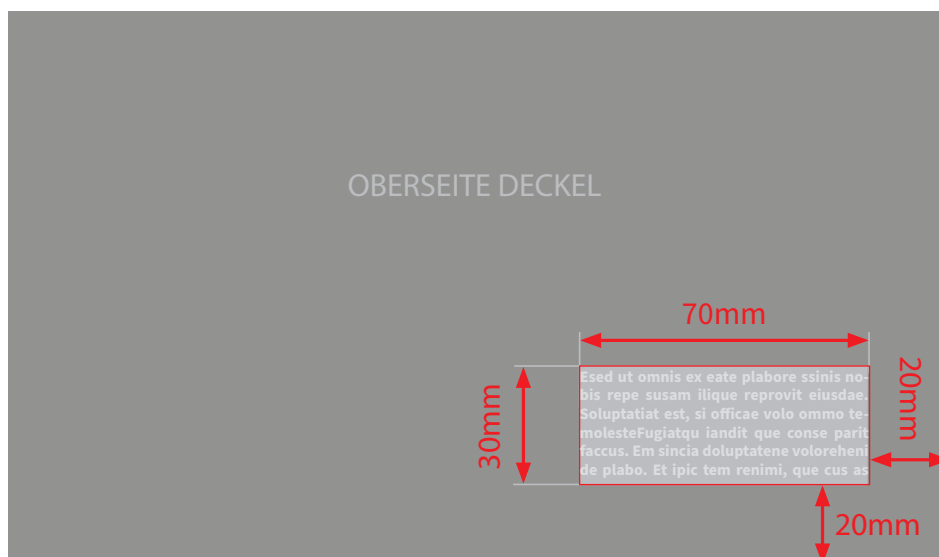 OBERSEITE DECKEL
70mm
30mm
Esed ut omnis ex eate plabore ssinis no-
bis repe susam ilique reprovit eiusdae.
Soluptatiat est, si officae volo ommo te-
molesteFugiatqu iandit que conse parit
faccus. Em sincia doluptatene voloreheni
de plabo. Et ipic tem renimi, que cus as
20mm
20mm